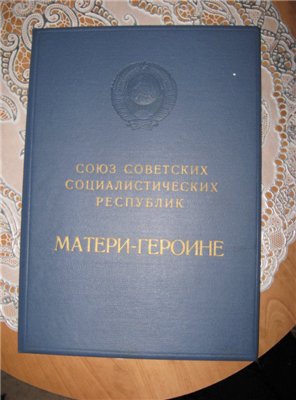 СОЮЗ СОВЕТСКИХ
СОЦИАЛИСТИЧЕСКИХ
РЕСПУБЛИК
МАТЕРИ-ГЕРОИНЕ